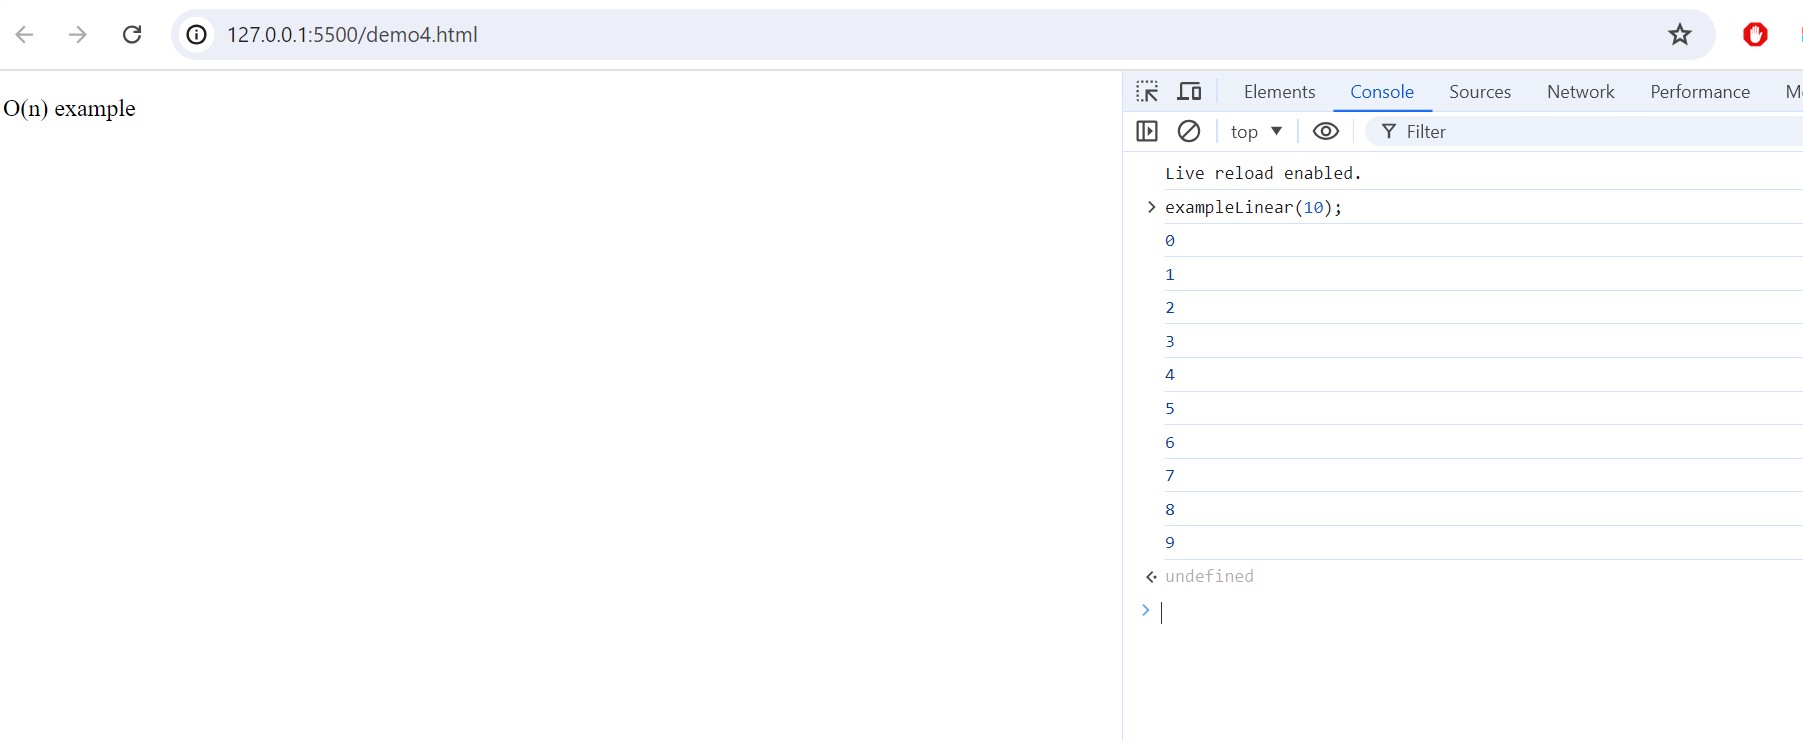 127.0.0.1:5500/demo4.html
O(n) example
Elements Console Sources Network Performance
top Filter
Live reload enabled.
exampleLinear(10);
0
1
2
3
4
5
6
7
8
9
undefined